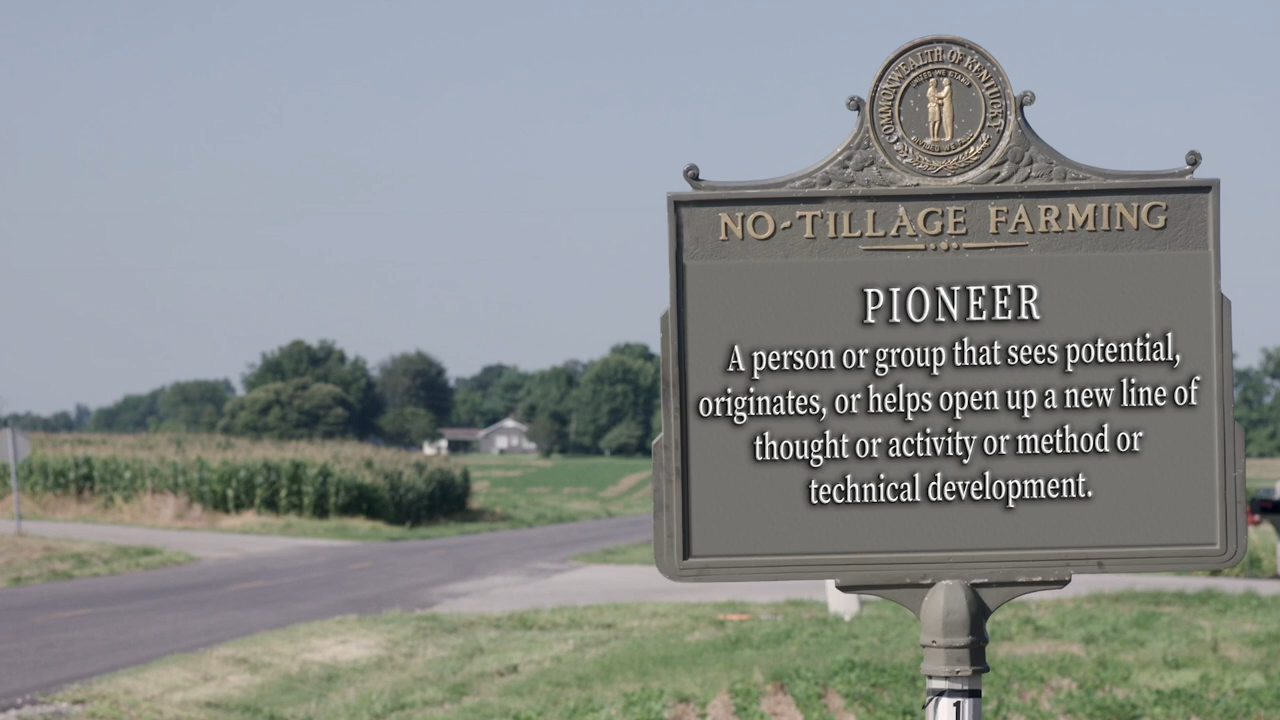 COMMONWEALTH OF KENTUCKY
UNITED WE STAND
DIVIDED WE FALL
NO-TILLAGE FARMING
PIONEER
A person or group that sees potential,
originates, or helps open up a new line of
thought or activity or method or
technical development.
1